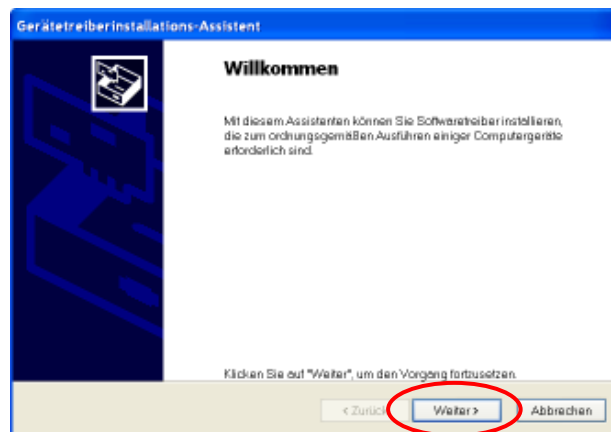 Gerätetreiberinstallations-Assistent
Willkommen
Mit diesem Assistenten können Sie Softwaretreiber installieren,
die zum ordnungsgemäßen Ausführen einiger Computergeräte
erforderlich sind.
Klicken Sie auf "Weiter", um den Vorgang fortzusetzen.
< Zurück
Weiter >
Abbrechen